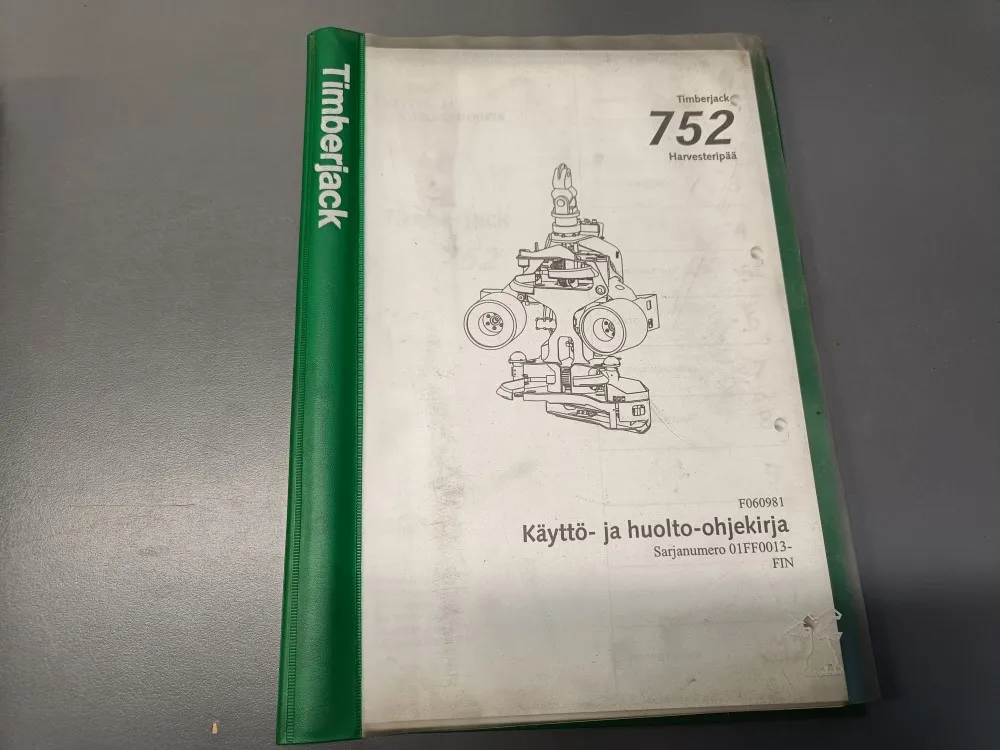 Timberjack
Timberjack
752
Harvesteripää
F060981
Käyttö- ja huolto-ohjekirja
Sarjanumero 01FF0013-
FIN